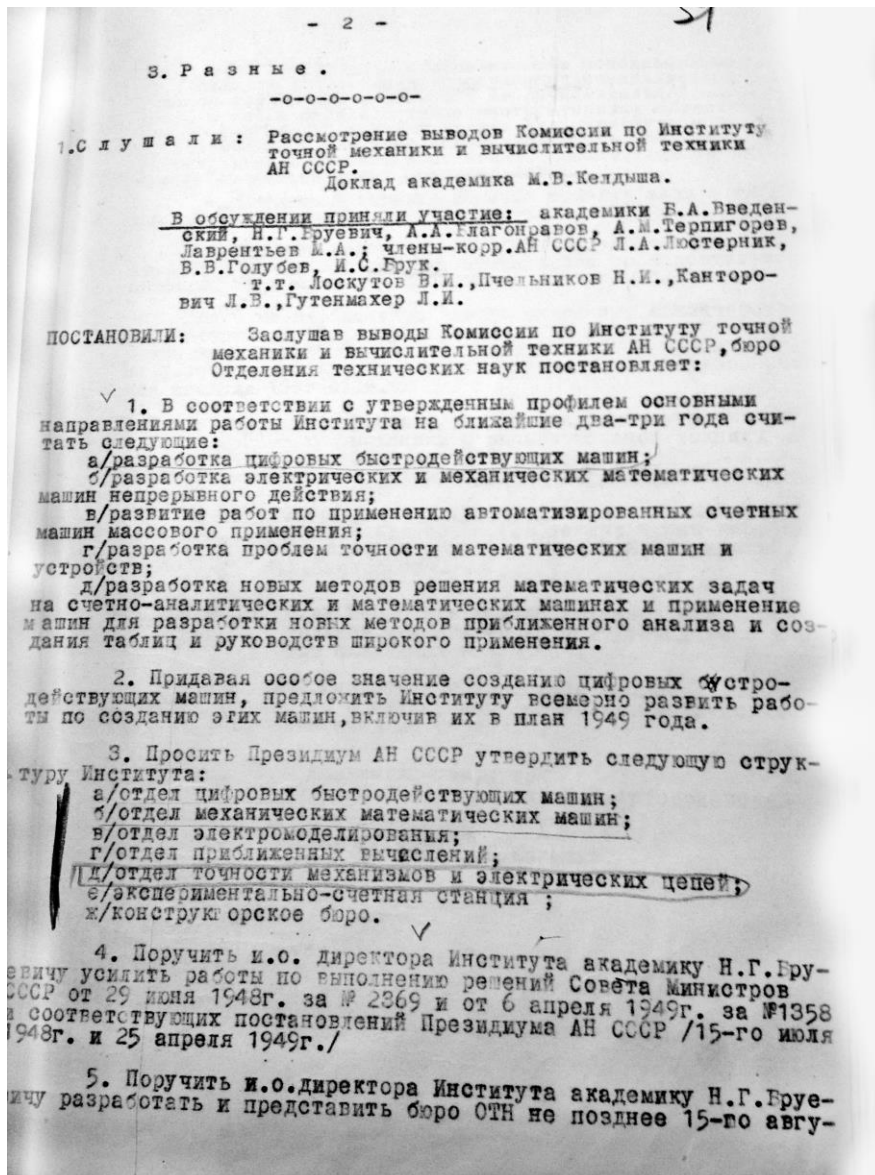 - 2 -
51
3. Р а з н ы е .
-о-о-о-о-о-о-
1.С л у ш а л и : Рассмотрение выводов Комиссии по Институту
точной механики и вычислительной техники
АН СССР.
Доклад академика М.В.Келдыша.
В обсуждении приняли участие: академики Б.А.Введен-
ский, Н.Г.Бруевич, А.А.Благонравов, А.М.Терпигорев,
Лаврентьев М.А.; члены-корр.АН СССР Л.А.Люстерник,
В.В.Голубев, И.С.Брук.
т.т. Лоскутов В.И.,Пчельников Н.И.,Канторо-
вич Л.В.,Гутенмахер Л.И.
ПОСТАНОВИЛИ: Заслушав выводы Комиссии по Институту точной
механики и вычислительной техники АН СССР,бюро
Отделения технических наук постановляет:
1. В соответствии с утвержденным профилем основными
направлениями работы Института на ближайшие два-три года счи-
тать следующие:
а/разработка цифровых быстродействующих машин;
б/разработка электрических и механических математических
машин непрерывного действия;
в/развитие работ по применению автоматизированных счетных
машин массового применения;
г/разработка проблем точности математических машин и
устройств;
д/разработка новых методов решения математических задач
на счетно-аналитических и математических машинах и применение
машин для разработки новых методов приближенного анализа и соз-
дания таблиц и руководств широкого применения.
2. Придавая особое значение созданию цифровых быстро-
действующих машин, предложить Институту всемерно развить рабо-
ты по созданию этих машин,включив их в план 1949 года.
3. Просить Президиум АН СССР утвердить следующую струк-
туру Института:
а/отдел цифровых быстродействующих машин;
б/отдел механических математических машин;
в/отдел электромоделирования;
г/отдел приближенных вычислений;
д/отдел точности механизмов и электрических цепей;
е/экспериментально-счетная станция ;
ж/конструкторское бюро.
4. Поручить и.о. директора Института академику Н.Г.Бру-
евичу усилить работы по выполнению решений Совета Министров
СССР от 29 июня 1948г. за № 2369 и от 6 апреля 1949г. за №1358
и соответствующих постановлений Президиума АН СССР /15-го июля
1948г. и 25 апреля 1949г./
5. Поручить и.о.директора Института академику Н.Г.Бруе-
вичу разработать и представить бюро ОТН не позднее 15-го авгу-